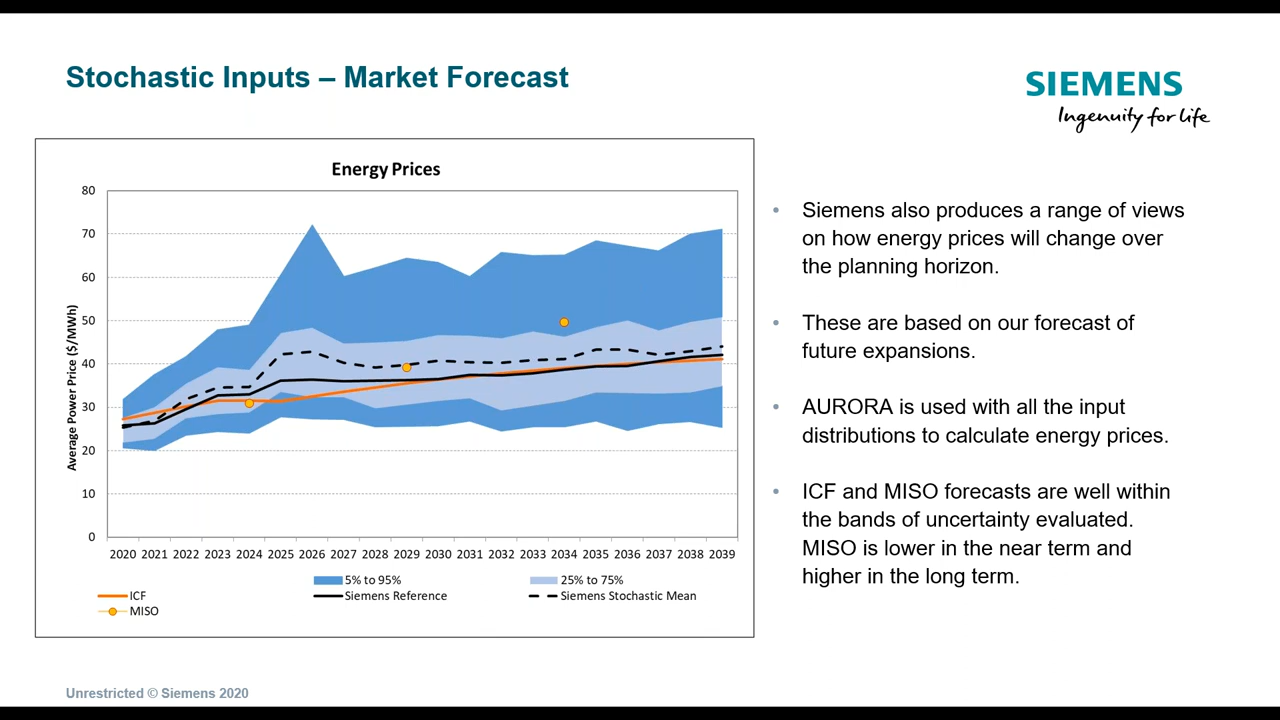 Stochastic Inputs – Market Forecast
SIEMENS
Ingenuity for life
Energy Prices
Average Power Price ($/MWh)
80
70
60
50
40
30
20
10
0
2020 2021 2022 2023 2024 2025 2026 2027 2028 2029 2030 2031 2032 2033 2034 2035 2036 2037 2038 2039
5% to 95% 25% to 75%
ICF Siemens Reference Siemens Stochastic Mean
MISO
• Siemens also produces a range of views
on how energy prices will change over
the planning horizon.
• These are based on our forecast of
future expansions.
• AURORA is used with all the input
distributions to calculate energy prices.
• ICF and MISO forecasts are well within
the bands of uncertainty evaluated.
MISO is lower in the near term and
higher in the long term.
Unrestricted © Siemens 2020